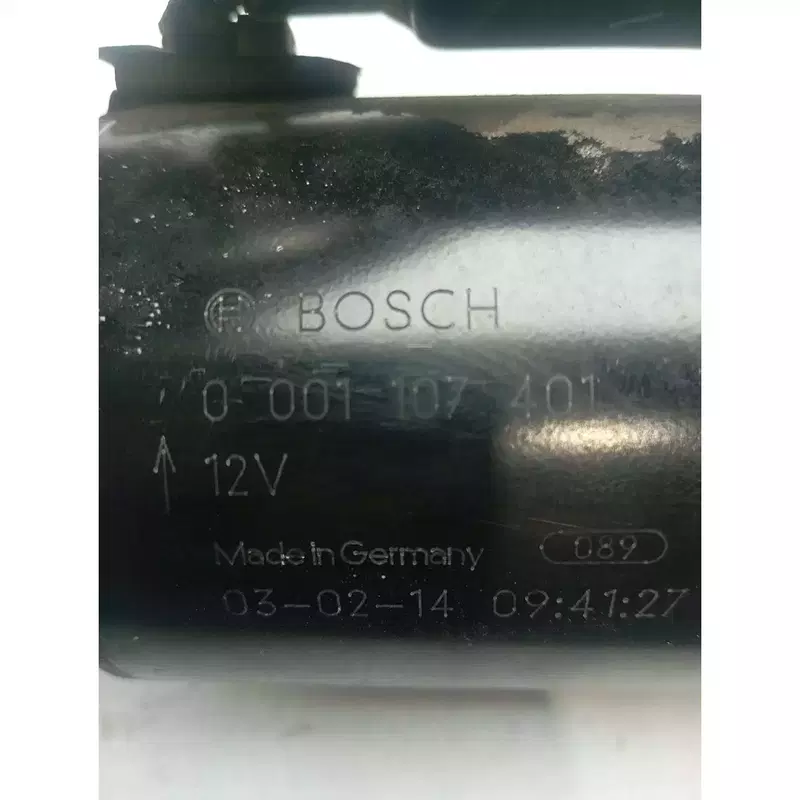 BOSCH
0 001 107 401
12V
Made in Germany 089
03-02-14 09:41:27